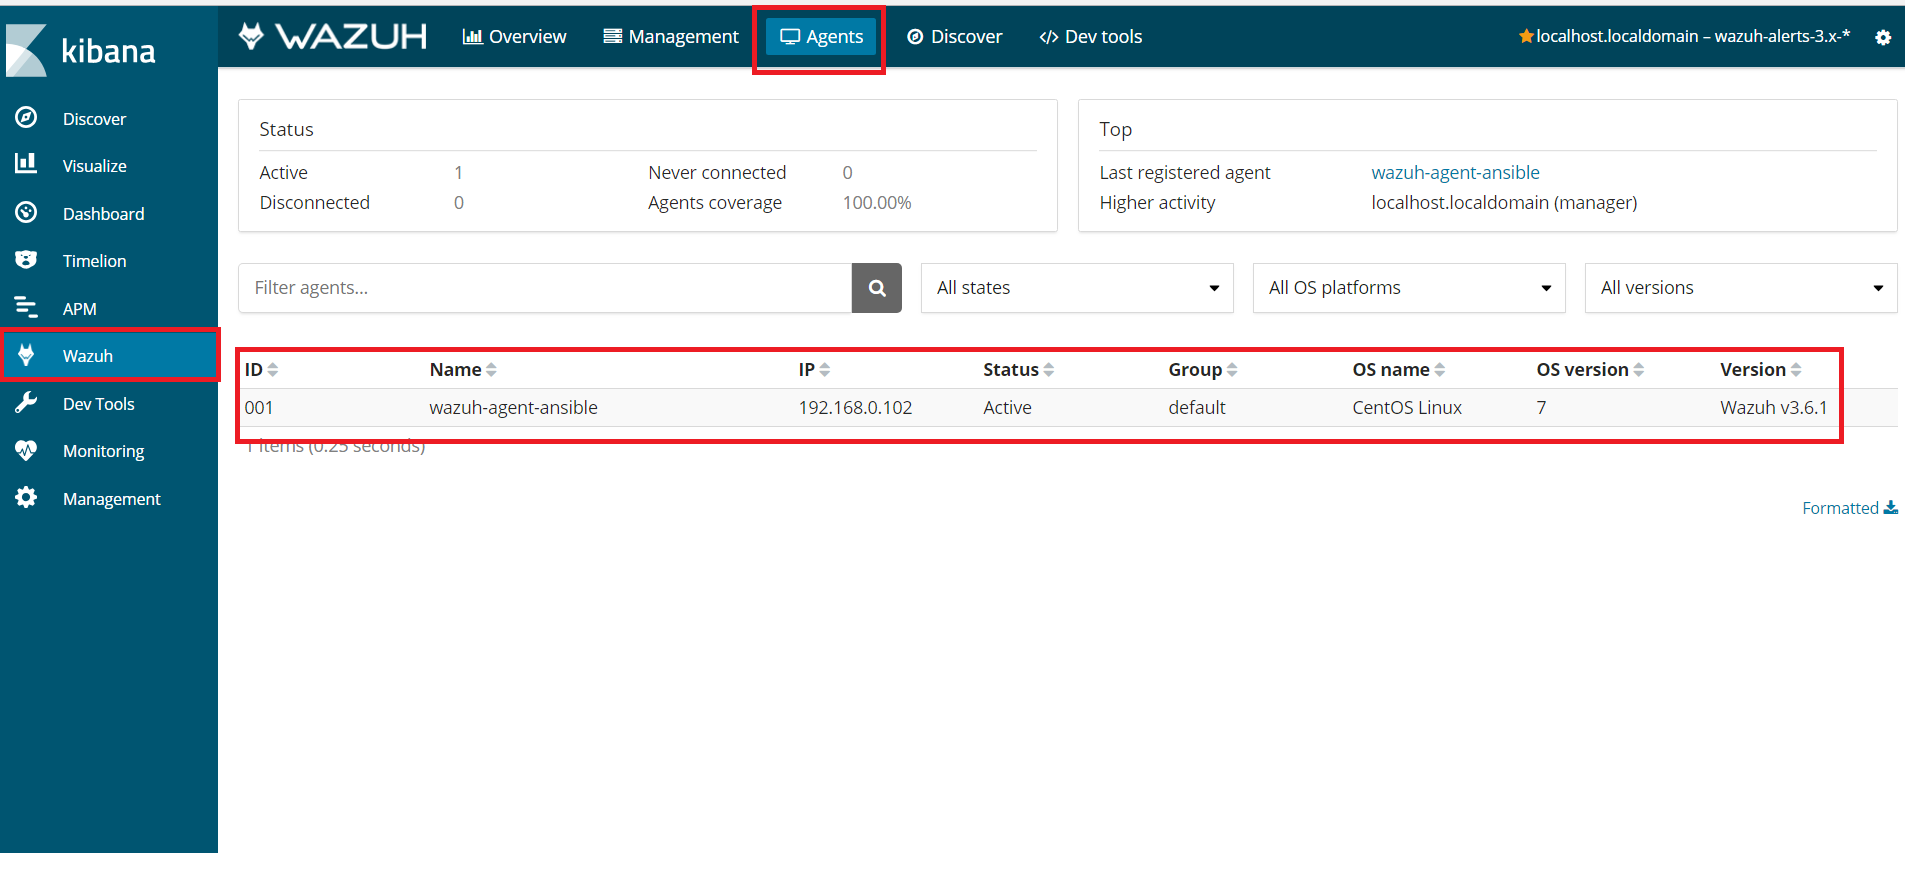 kibana
Discover
Visualize
Dashboard
Timelion
APM
Wazuh
Dev Tools
Monitoring
Management
WAZUH Overview Management Agents Discover Dev tools localhost.localdomain – wazuh-alerts-3.x-*
Status
Active 1 Never connected 0
Disconnected 0 Agents coverage 100.00%
Top
Last registered agent wazuh-agent-ansible
Higher activity localhost.localdomain (manager)
Filter agents... All states All OS platforms All versions
ID Name IP Status Group OS name OS version Version
001 wazuh-agent-ansible 192.168.0.102 Active default CentOS Linux 7 Wazuh v3.6.1
1 items (0.25 seconds)
Formatted